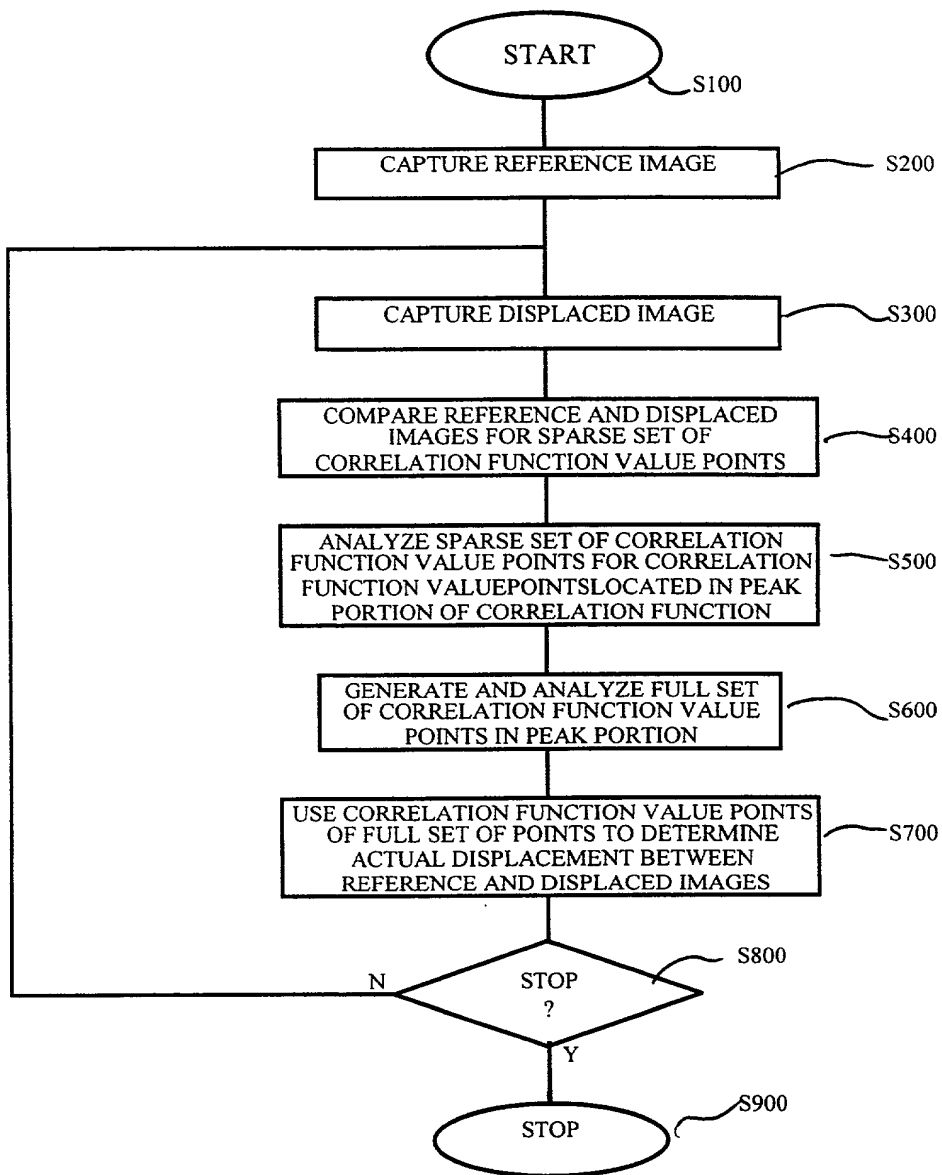 START
S100
CAPTURE REFERENCE IMAGE
S200
CAPTURE DISPLACED IMAGE
S300
COMPARE REFERENCE AND DISPLACED
IMAGES FOR SPARSE SET OF
CORRELATION FUNCTION VALUE POINTS
S400
ANALYZE SPARSE SET OF CORRELATION
FUNCTION VALUE POINTS FOR CORRELATION
FUNCTION VALUEPOINTSLOCATED IN PEAK
PORTION OF CORRELATION FUNCTION
S500
GENERATE AND ANALYZE FULL SET
OF CORRELATION FUNCTION VALUE
POINTS IN PEAK PORTION
S600
USE CORRELATION FUNCTION VALUE POINTS
OF FULL SET OF POINTS TO DETERMINE
ACTUAL DISPLACEMENT BETWEEN
REFERENCE AND DISPLACED IMAGES
S700
STOP
?
S800
N
Y
STOP
S900